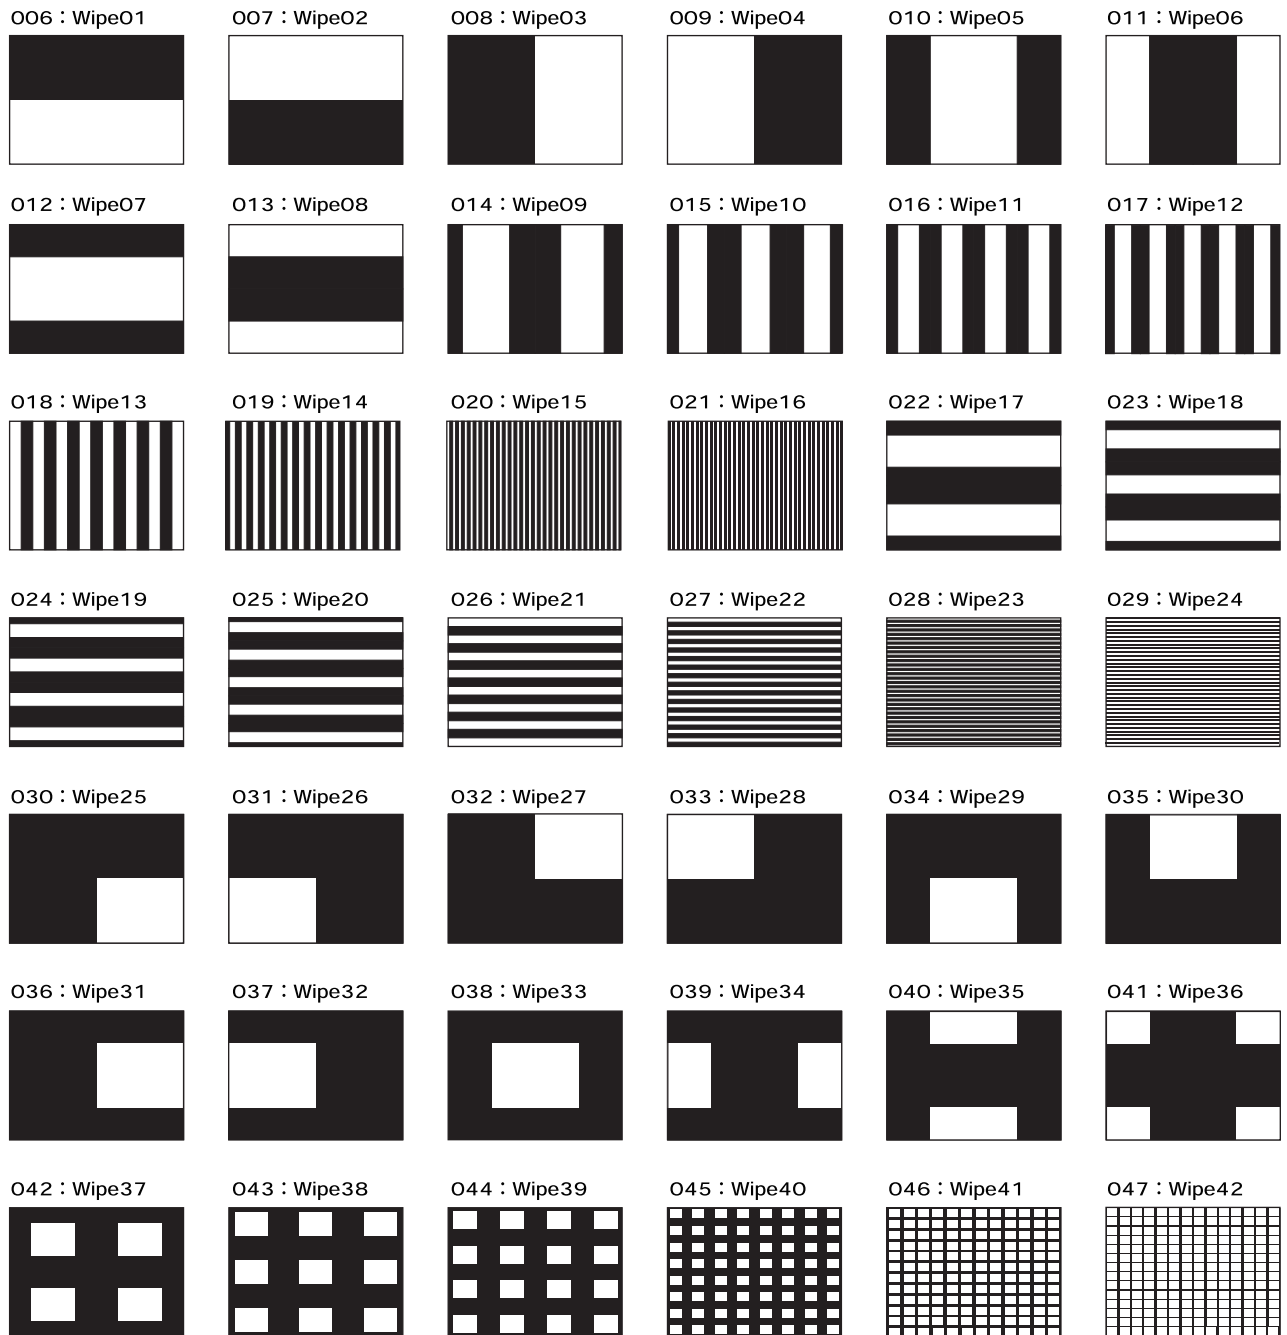 006：Wipe01 007：Wipe02 008：Wipe03 009：Wipe04 010：Wipe05 011：Wipe06
012：Wipe07 013：Wipe08 014：Wipe09 015：Wipe10 016：Wipe11 017：Wipe12
018：Wipe13 019：Wipe14 020：Wipe15 021：Wipe16 022：Wipe17 023：Wipe18
024：Wipe19 025：Wipe20 026：Wipe21 027：Wipe22 028：Wipe23 029：Wipe24
030：Wipe25 031：Wipe26 032：Wipe27 033：Wipe28 034：Wipe29 035：Wipe30
036：Wipe31 037：Wipe32 038：Wipe33 039：Wipe34 040：Wipe35 041：Wipe36
042：Wipe37 043：Wipe38 044：Wipe39 045：Wipe40 046：Wipe41 047：Wipe42